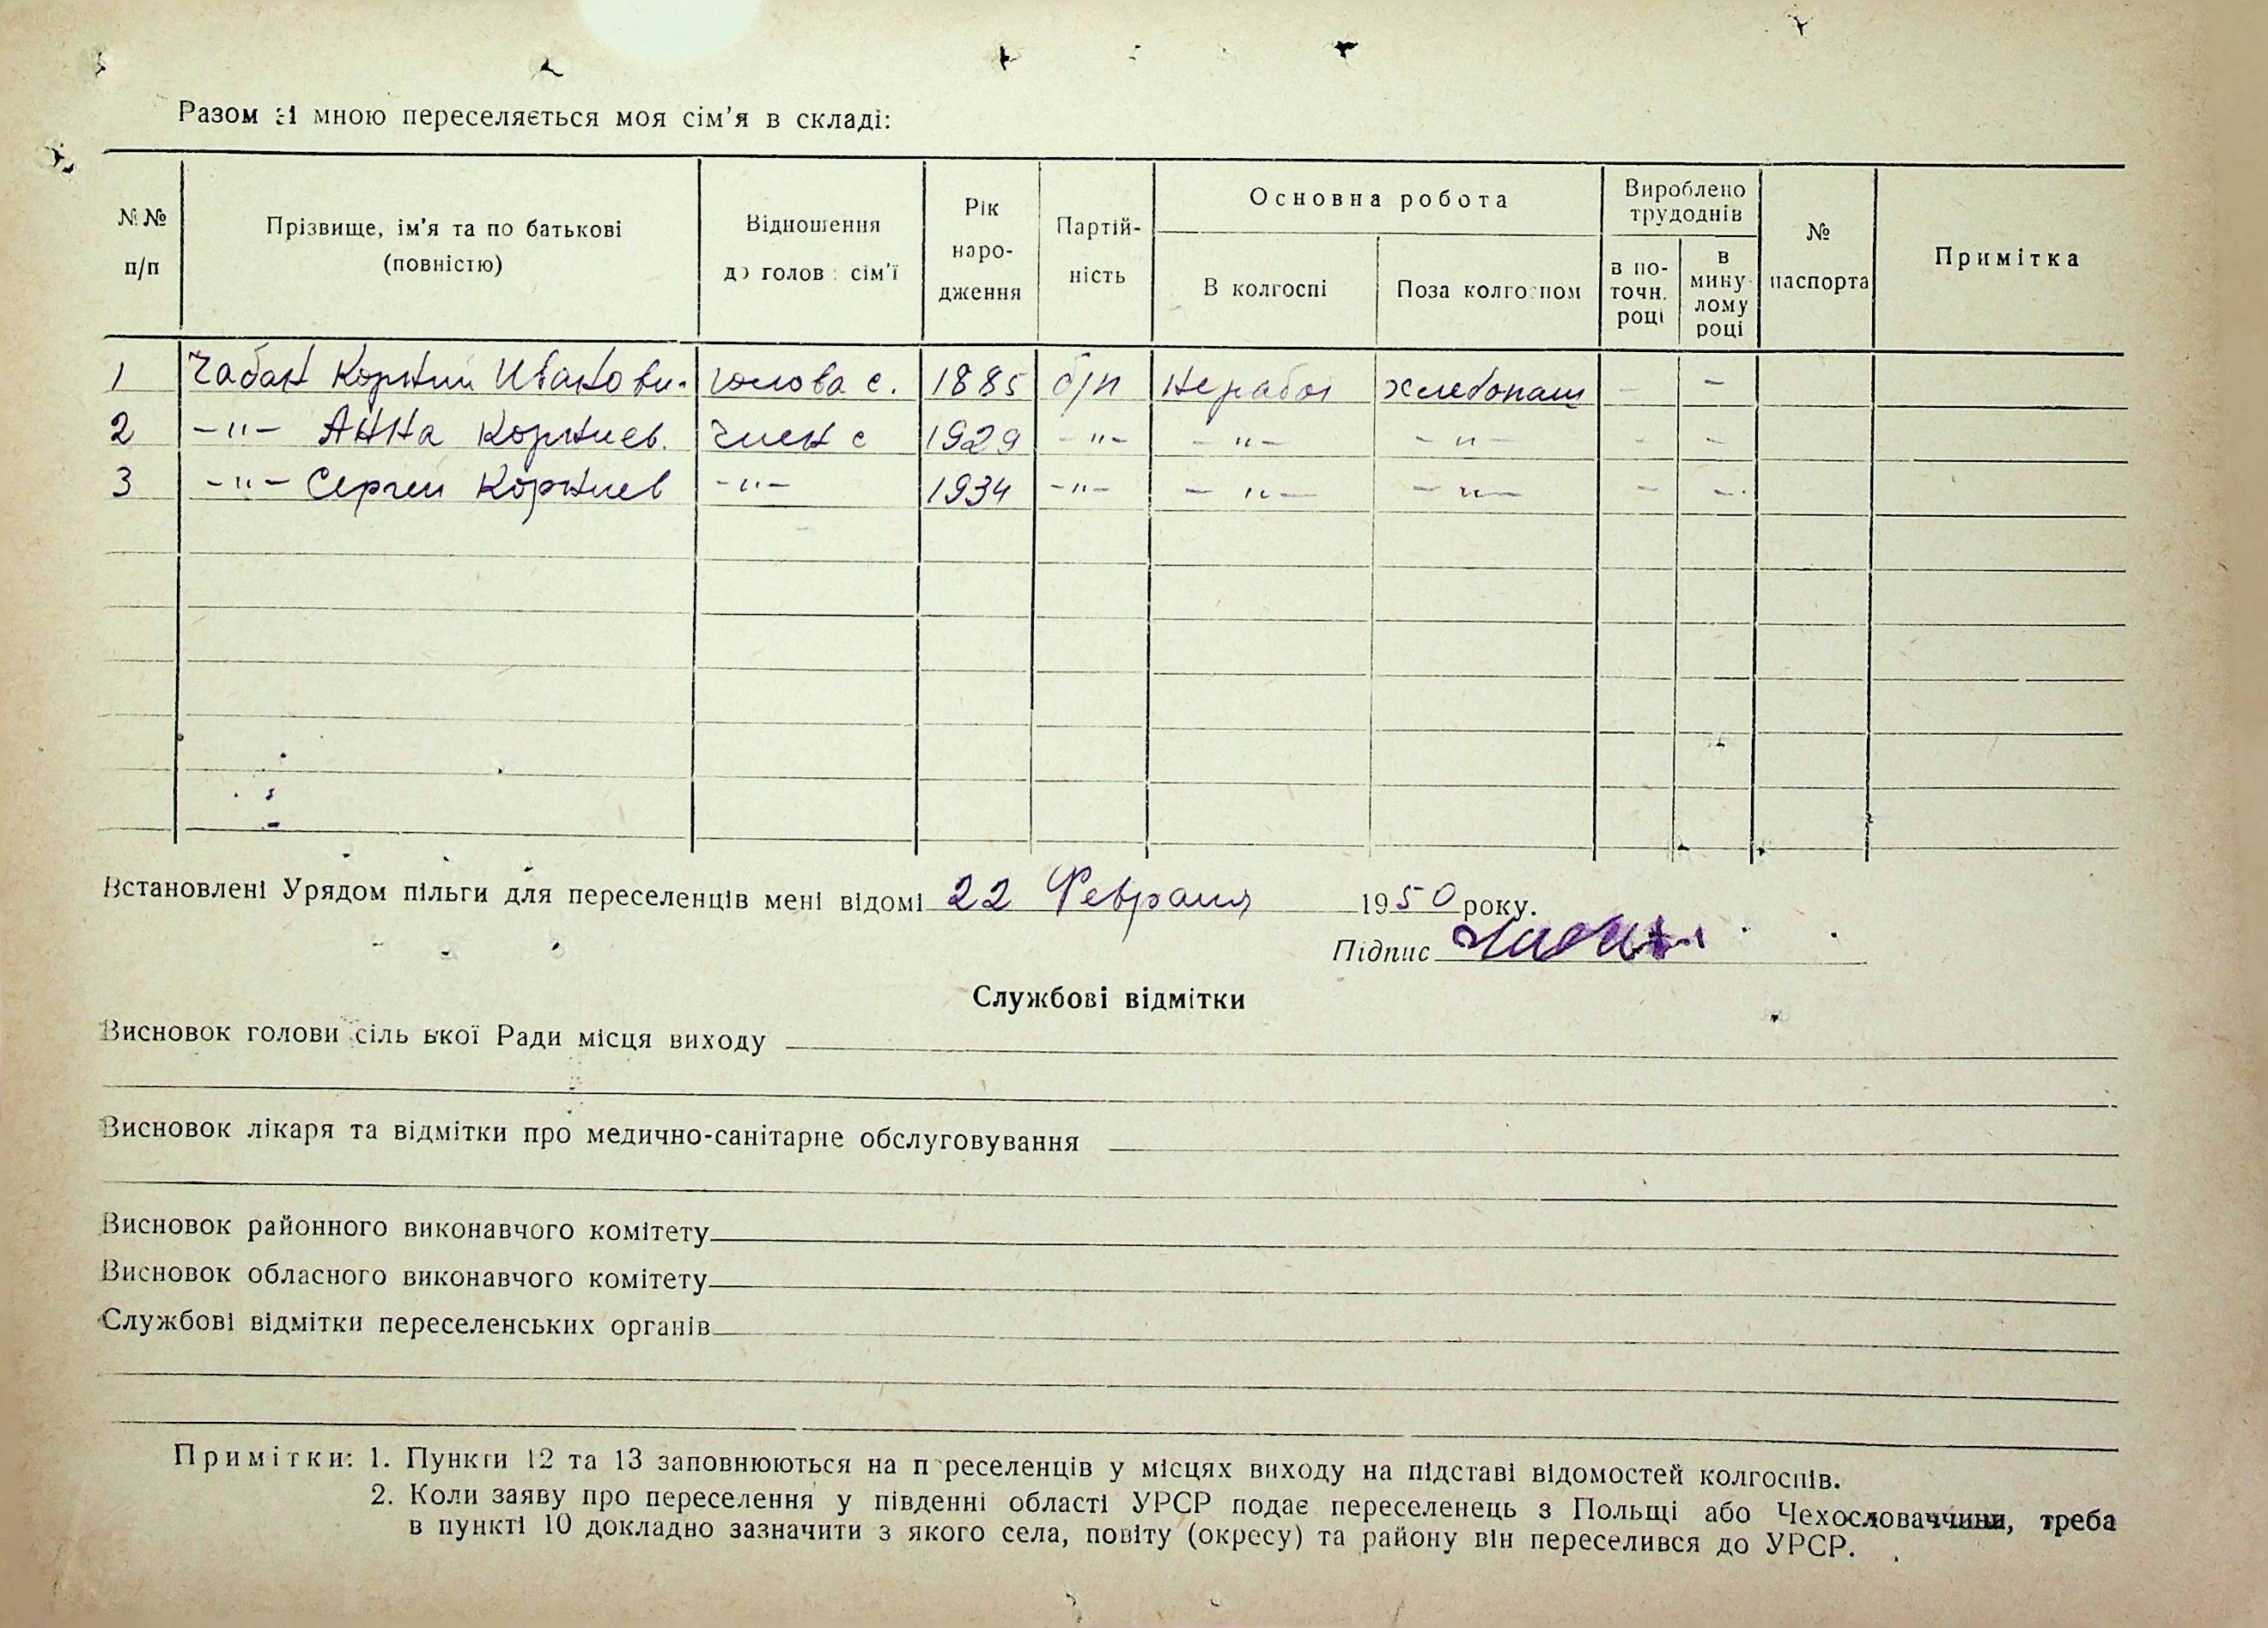 Разом зі мною переселяється моя сім'я в складі:
№№ п/п | Прізвище, ім'я та по батькові (повністю) | Відношення до голови сім'ї | Рік народження | Партійність | Основна робота | Вироблено трудоднів | № паспорта | Примітка
В колгоспі | Поза колгоспом | в поточн. році | в минулому році
1 | Чабан Корний Иванови. | голова с. | 1885 | б/п | не работ | хлебопаш | – | –
2 | –"– Анна Корниев. | член с | 1929 | –"– | –"– | –"– | – | –
3 | –"– Сергей Корниев | –"– | 1934 | –"– | –"– | –"– | – | –
Встановлені Урядом пільги для переселенців мені відомі 22 Февраля 1950 року.
Підпис
Службові відмітки
Висновок голови сільської Ради місця виходу
Висновок лікаря та відмітки про медично-санітарне обслуговування
Висновок районного виконавчого комітету
Висновок обласного виконавчого комітету
Службові відмітки переселенських органів
Примітки: 1. Пункти 12 та 13 заповнюються на переселенців у місцях виходу на підставі відомостей колгоспів.
2. Коли заяву про переселення у південні області УРСР подає переселенець з Польщі або Чехословаччини, треба
в пункті 10 докладно зазначити з якого села, повіту (окресу) та району він переселився до УРСР.